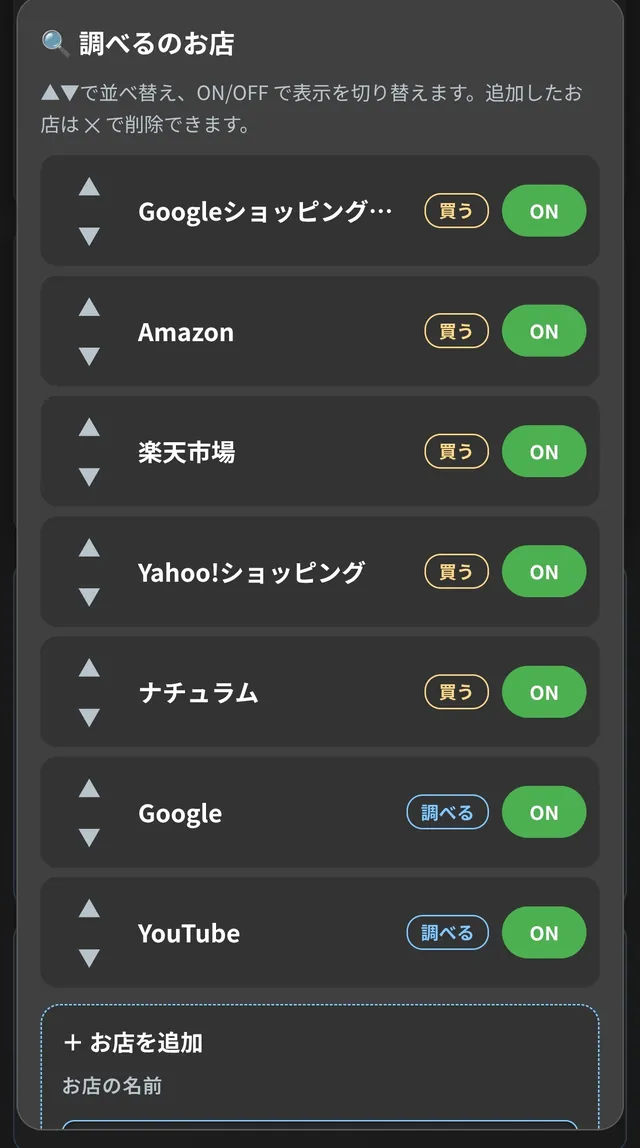 🔍 調べるのお店
▲▼で並べ替え、ON/OFF で表示を切り替えます。追加したお
店は ✕ で削除できます。
▲
▼
Googleショッピング… 買う ON
▲
▼
Amazon 買う ON
▲
▼
楽天市場 買う ON
▲
▼
Yahoo!ショッピング 買う ON
▲
▼
ナチュラム 買う ON
▲
▼
Google 調べる ON
▲
▼
YouTube 調べる ON
＋ お店を追加
お店の名前